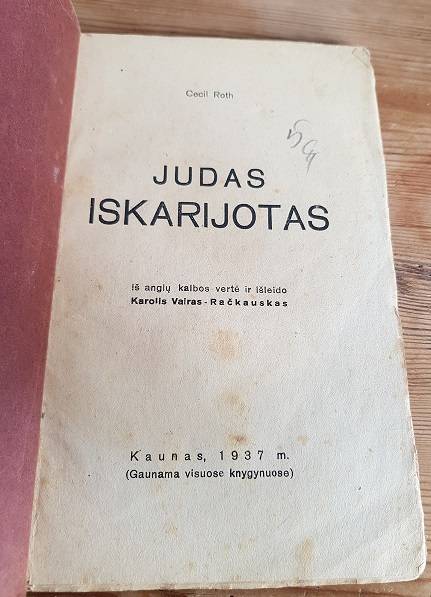 Cecil Roth
JUDAS
ISKARIJOTAS
Iš anglų kalbos vertė ir išleido
Karolis Vairas-Račkauskas
Kaunas, 1937 m.
(Gaunama visuose knygynuose)